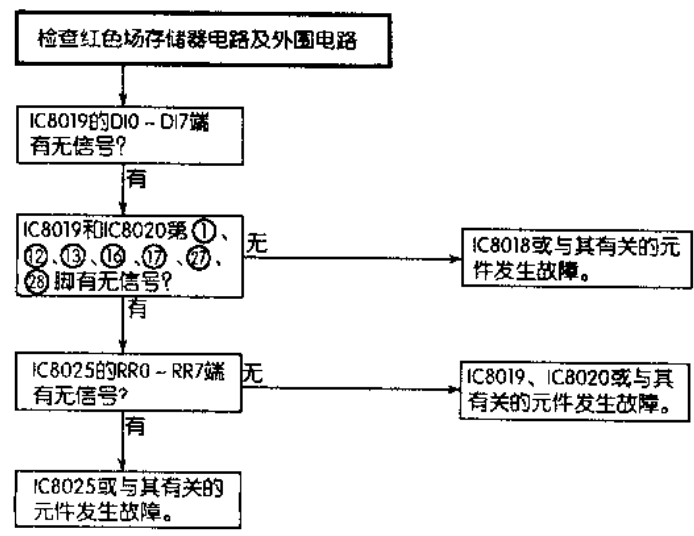 检查红色场存储器电路及外围电路
IC8019的DI0～DI7端
有无信号?
有
IC8019和IC8020第①、
⑫、⑬、⑯、⑰、㉗、
㉘脚有无信号?
无
IC8018或与其有关的元
件发生故障。
有
IC8025的RR0～RR7端
有无信号?
无
IC8019、IC8020或与其
有关的元件发生故障。
有
IC8025或与其有关的
元件发生故障。